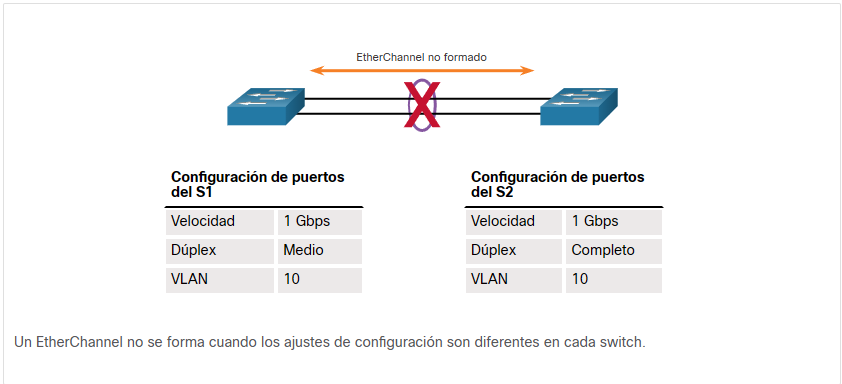 EtherChannel no formado
Configuración de puertos
del S1
Velocidad 1 Gbps
Dúplex Medio
VLAN 10
Configuración de puertos
del S2
Velocidad 1 Gbps
Dúplex Completo
VLAN 10
Un EtherChannel no se forma cuando los ajustes de configuración son diferentes en cada switch.